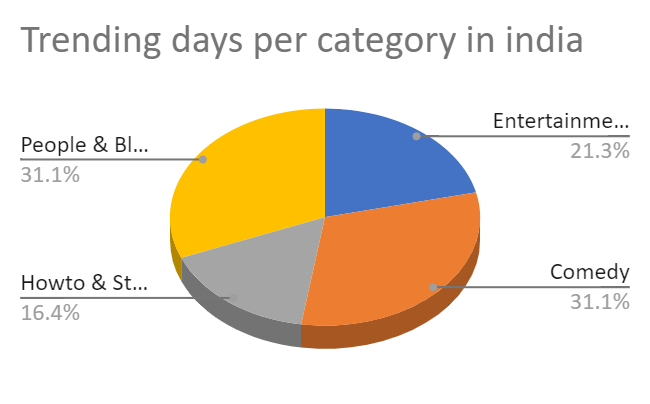 Trending days per category in india
Entertainme...
21.3%
People & Bl...
31.1%
Comedy
31.1%
Howto & St...
16.4%